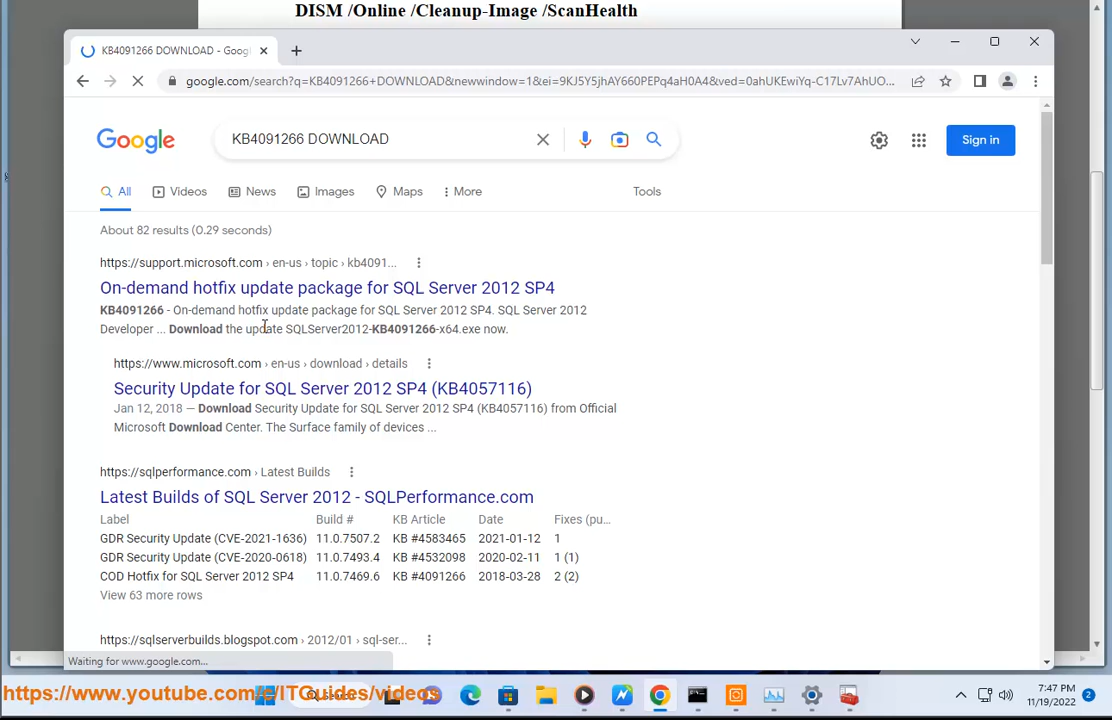 DISM /Online /Cleanup-Image /ScanHealth
KB4091266 DOWNLOAD - Goog
google.com/search?q=KB4091266+DOWNLOAD&newwindow=1&ei=9KJ5Y5jhAY660PEPq4aH0A4&ved=0ahUKEwiYq-C17Lv7AhUO...
Google
KB4091266 DOWNLOAD
Sign in
All
Videos
News
Images
Maps
More
Tools
About 82 results (0.29 seconds)
https://support.microsoft.com › en-us › topic › kb4091...
On-demand hotfix update package for SQL Server 2012 SP4
KB4091266 - On-demand hotfix update package for SQL Server 2012 SP4. SQL Server 2012
Developer ... Download the update SQLServer2012-KB4091266-x64.exe now.
https://www.microsoft.com › en-us › download › details
Security Update for SQL Server 2012 SP4 (KB4057116)
Jan 12, 2018 — Download Security Update for SQL Server 2012 SP4 (KB4057116) from Official
Microsoft Download Center. The Surface family of devices ...
https://sqlperformance.com › Latest Builds
Latest Builds of SQL Server 2012 - SQLPerformance.com
Label Build # KB Article Date Fixes (pu...
GDR Security Update (CVE-2021-1636) 11.0.7507.2 KB #4583465 2021-01-12 1
GDR Security Update (CVE-2020-0618) 11.0.7493.4 KB #4532098 2020-02-11 1 (1)
COD Hotfix for SQL Server 2012 SP4 11.0.7469.6 KB #4091266 2018-03-28 2 (2)
View 63 more rows
https://sqlserverbuilds.blogspot.com › 2012/01 › sql-ser...
Waiting for www.google.com...
https://www.youtube.com/c/ITGuides/videos
7:47 PM
11/19/2022
2